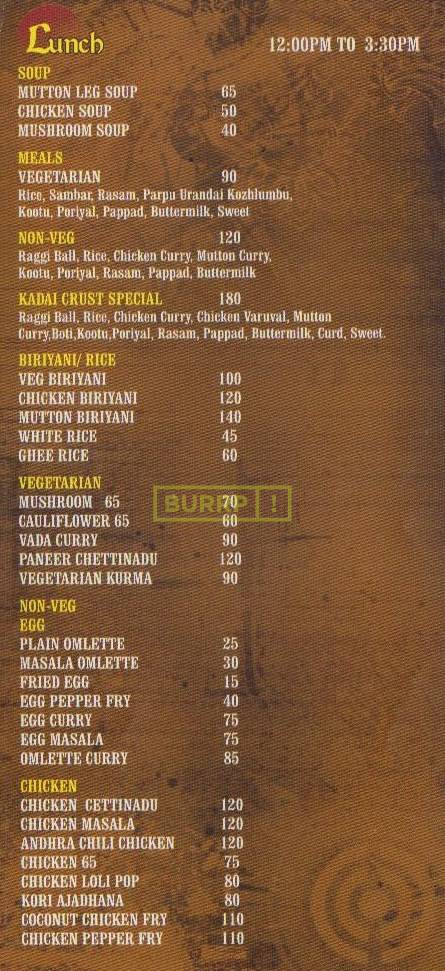 Lunch 12:00PM TO 3:30PM
SOUP
MUTTON LEG SOUP 65
CHICKEN SOUP 50
MUSHROOM SOUP 40
MEALS
VEGETARIAN 90
Rice, Sambar, Rasam, Parpu Urandai Kozhlumbu,
Kootu, Poriyal, Pappad, Buttermilk, Sweet
NON-VEG 120
Raggi Ball, Rice, Chicken Curry, Mutton Curry,
Kootu, Poriyal, Rasam, Pappad, Buttermilk
KADAI CRUST SPECIAL 180
Raggi Ball, Rice, Chicken Curry, Chicken Varuval, Mutton
Curry,Boti,Kootu,Poriyal, Rasam, Pappad, Buttermilk, Curd, Sweet.
BIRIYANI/ RICE
VEG BIRIYANI 100
CHICKEN BIRIYANI 120
MUTTON BIRIYANI 140
WHITE RICE 45
GHEE RICE 60
VEGETARIAN
MUSHROOM 65 70
BURRP!
CAULIFLOWER 65 60
VADA CURRY 90
PANEER CHETTINADU 120
VEGETARIAN KURMA 90
NON-VEG
EGG
PLAIN OMLETTE 25
MASALA OMLETTE 30
FRIED EGG 15
EGG PEPPER FRY 40
EGG CURRY 75
EGG MASALA 75
OMLETTE CURRY 85
CHICKEN
CHICKEN CETTINADU 120
CHICKEN MASALA 120
ANDHRA CHILI CHICKEN 120
CHICKEN 65 75
CHICKEN LOLI POP 80
KORI AJADHANA 80
COCONUT CHICKEN FRY 110
CHICKEN PEPPER FRY 110